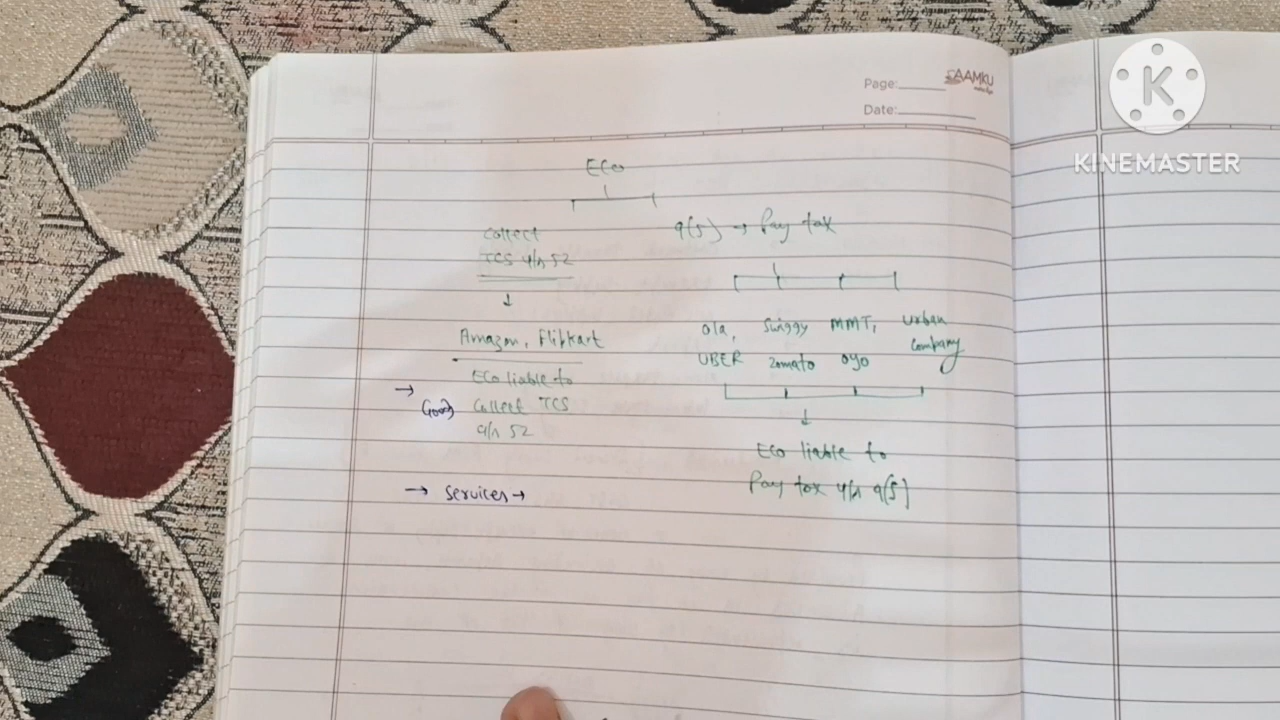 Page:
SAAMKU
Date:
KINEMASTER
Eco
Collect
TCS u/s 52
9(5) → Pay tax
Amazon, Flipkart
Ola,
UBER
Swiggy
zomato
MMT,
oyo
Urban
Company
→ Goods
Eco liable to
Collect TCS
u/s 52
Eco liable to
Pay tax u/s 9(5)
→ Services →